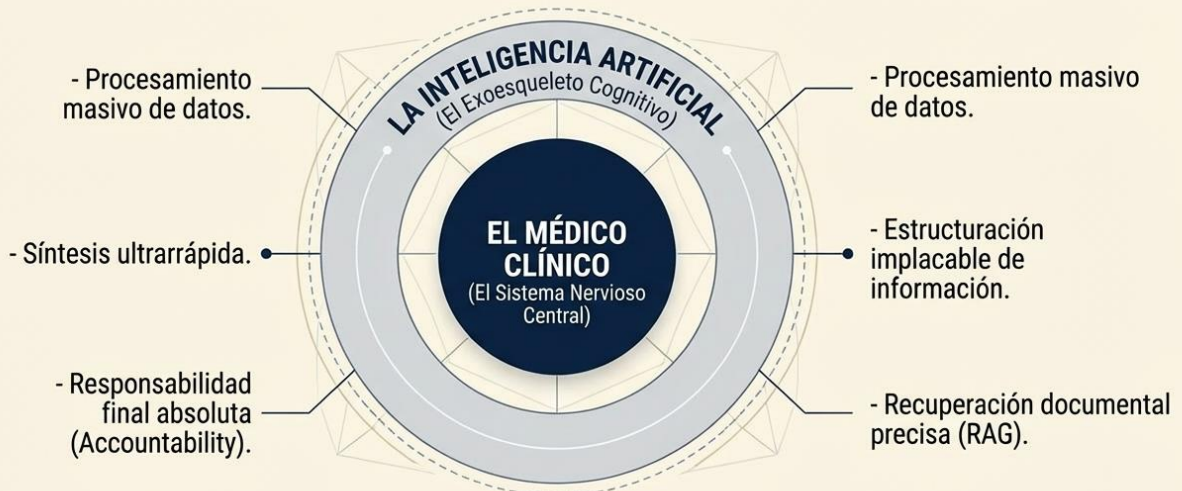 LA INTELIGENCIA ARTIFICIAL
(El Exoesqueleto Cognitivo)
- Procesamiento
masivo de datos.
- Síntesis ultrarrápida.
- Responsabilidad
final absoluta
(Accountability).
EL MÉDICO
CLÍNICO
(El Sistema Nervioso
Central)
- Procesamiento masivo
de datos.
- Estructuración
implacable de
información.
- Recuperación documental
precisa (RAG).